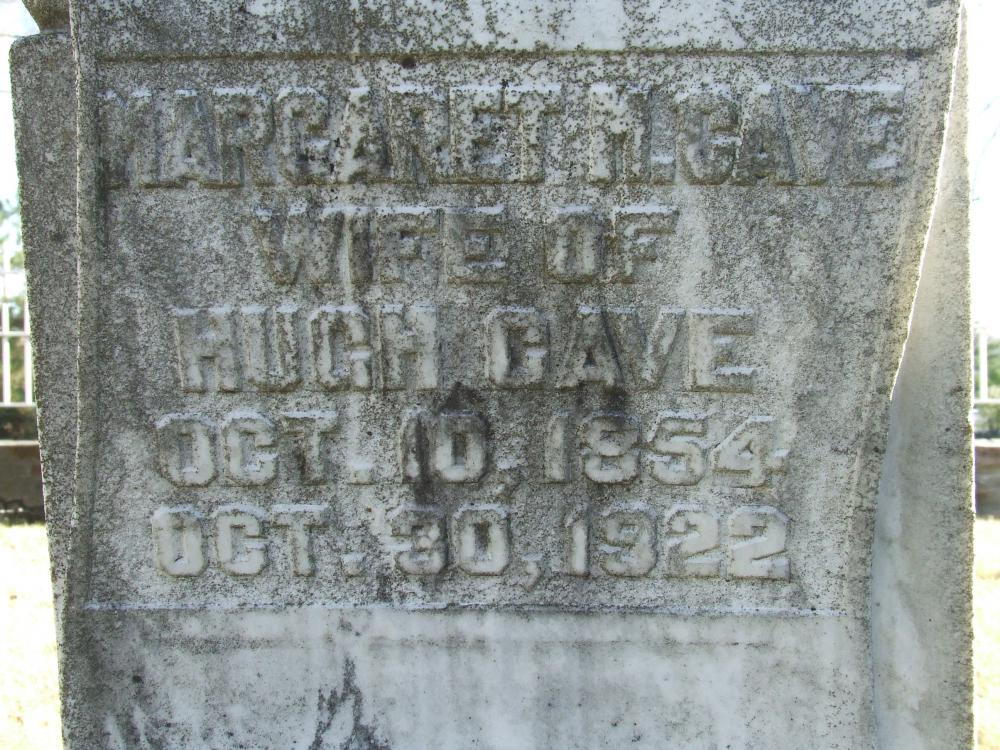 MARGARET M. CAVE
WIFE OF
HUGH CAVE
OCT. 10, 1854
OCT. 30, 1922